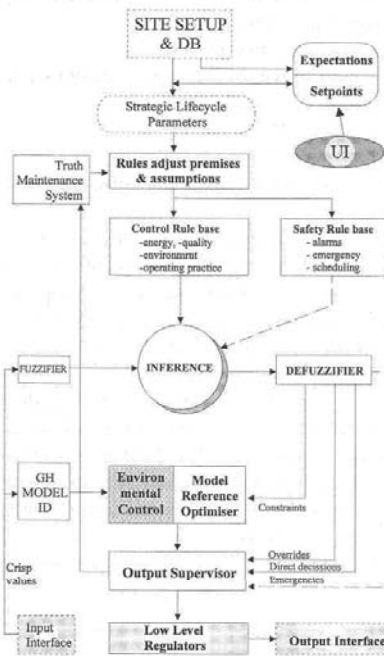 SITE SETUP
& DB
Expectations
Setpoints
Strategic Lifecycle
Parameters
UI
Truth
Maintenance
System
Rules adjust premises
& assumptions
Control Rule base
-energy, -quality
-environmnt
-operating practice
Safety Rule base
- alarms
- emergency
- scheduling
FUZZIFIER
INFERENCE
DEFUZZIFIER
GH
MODEL
ID
Environ
mental
Control
Model
Reference
Optimiser
Constraints
Crisp
values
Output Supervisor
Overrides
Direct decissions
Emergencies
Input
Interface
Low Level
Regulators
Output Interface